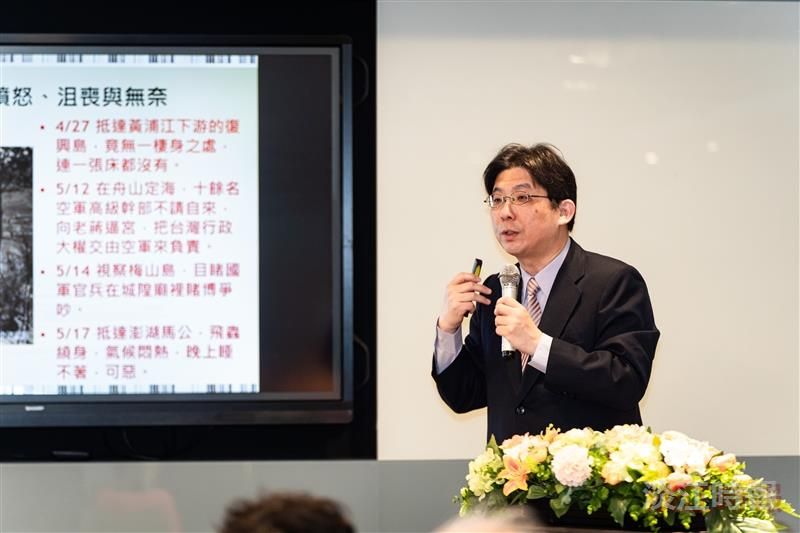 憤怒、沮喪與無奈
• 4/27 抵達黃浦江下游的復
興島，竟無一棲身之處，
連一張床都沒有。
• 5/12 在舟山定海，十餘名
空軍高級幹部不請自來，
向老蔣逼宮，把台灣行政
大權交由空軍來負責。
• 5/14 視察梅山島，目睹國
軍官兵在城隍廟裡賭博爭
吵。
• 5/17 抵達澎湖馬公，飛蟲
繞身，氣候悶熱，晚上睡
不著，可惡。
SHARP
淡江時報